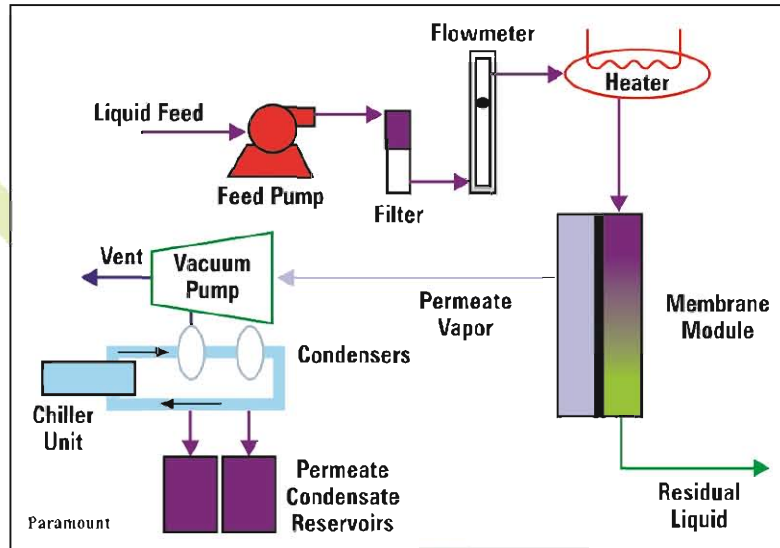 Flowmeter
Heater
Liquid Feed
Feed Pump
Filter
Vent
Vacuum
Pump
Permeate
Vapor
Membrane
Module
Condensers
Chiller
Unit
Permeate
Condensate
Reservoirs
Residual
Liquid
Paramount